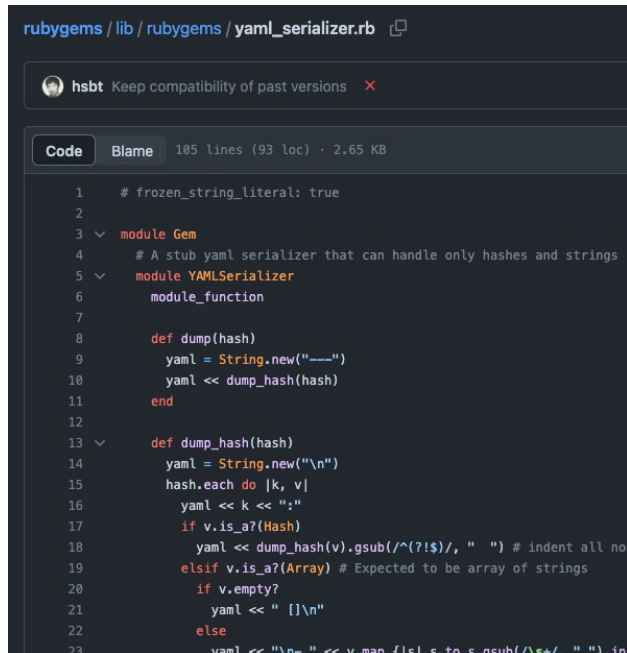 rubygems / lib / rubygems / yaml_serializer.rb
hsbt Keep compatibility of past versions
Code Blame 105 lines (93 loc) · 2.65 KB
1 # frozen_string_literal: true
2
3 module Gem
4 # A stub yaml serializer that can handle only hashes and strings
5 module YAMLSerializer
6 module_function
7
8 def dump(hash)
9 yaml = String.new("---")
10 yaml << dump_hash(hash)
11 end
12
13 def dump_hash(hash)
14 yaml = String.new("\n")
15 hash.each do |k, v|
16 yaml << k << ":"
17 if v.is_a?(Hash)
18 yaml << dump_hash(v).gsub(/^(?!$)/, "  ") # indent all no
19 elsif v.is_a?(Array) # Expected to be array of strings
20 if v.empty?
21 yaml << " []\n"
22 else
23 yaml << "\n- " << v.map {|s| s.to_s.gsub(/\s+/, " ").in